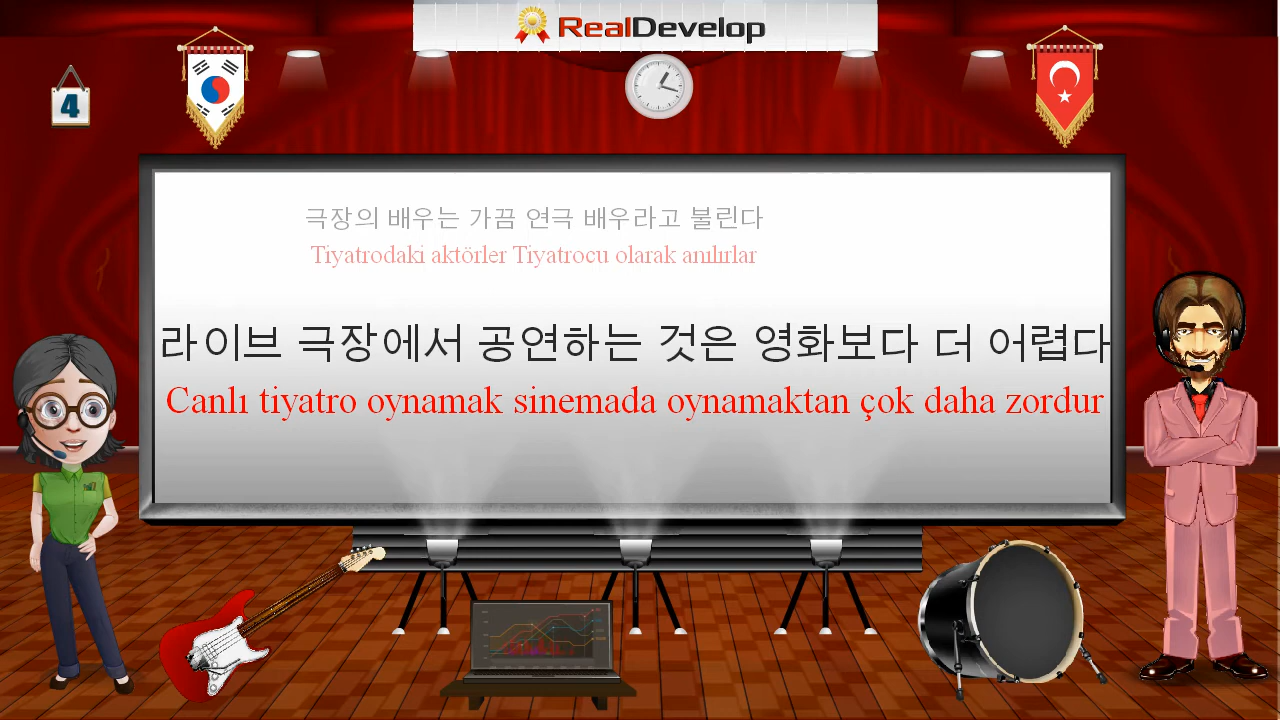 RealDevelop
4
극장의 배우는 가끔 연극 배우라고 불린다
Tiyatrodaki aktörler Tiyatrocu olarak anılırlar
라이브 극장에서 공연하는 것은 영화보다 더 어렵다
Canlı tiyatro oynamak sinemada oynamaktan çok daha zordur